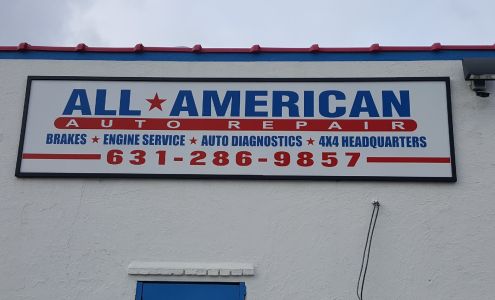 ALL★AMERICAN
AUTO REPAIR
BRAKES ★ ENGINE SERVICE ★ AUTO DIAGNOSTICS ★ 4X4 HEADQUARTERS
631-286-9857